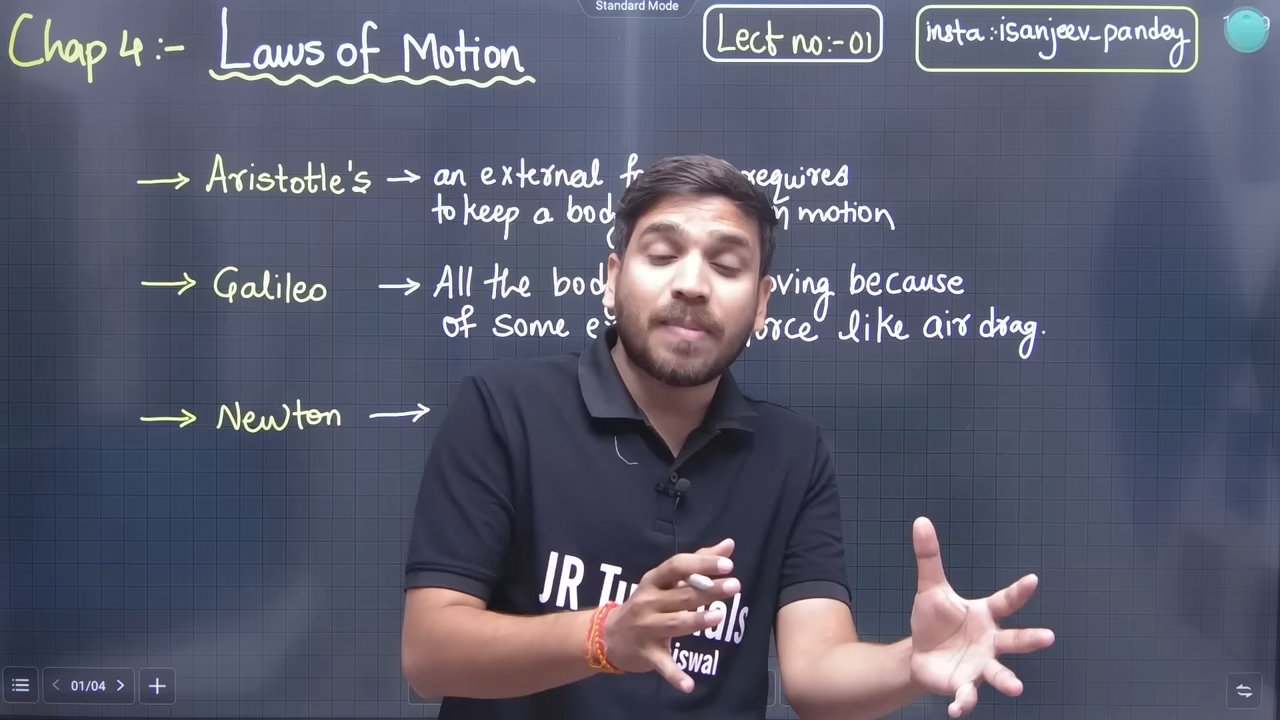 Standard Mode
Chap 4:- Laws of Motion
Lect no:-01
insta:isanjeev_pandey
→ Aristotle's → an external requires
to keep a motion
→ Galileo → All the because
of some like air drag.
→ Newton →
JR
01/04